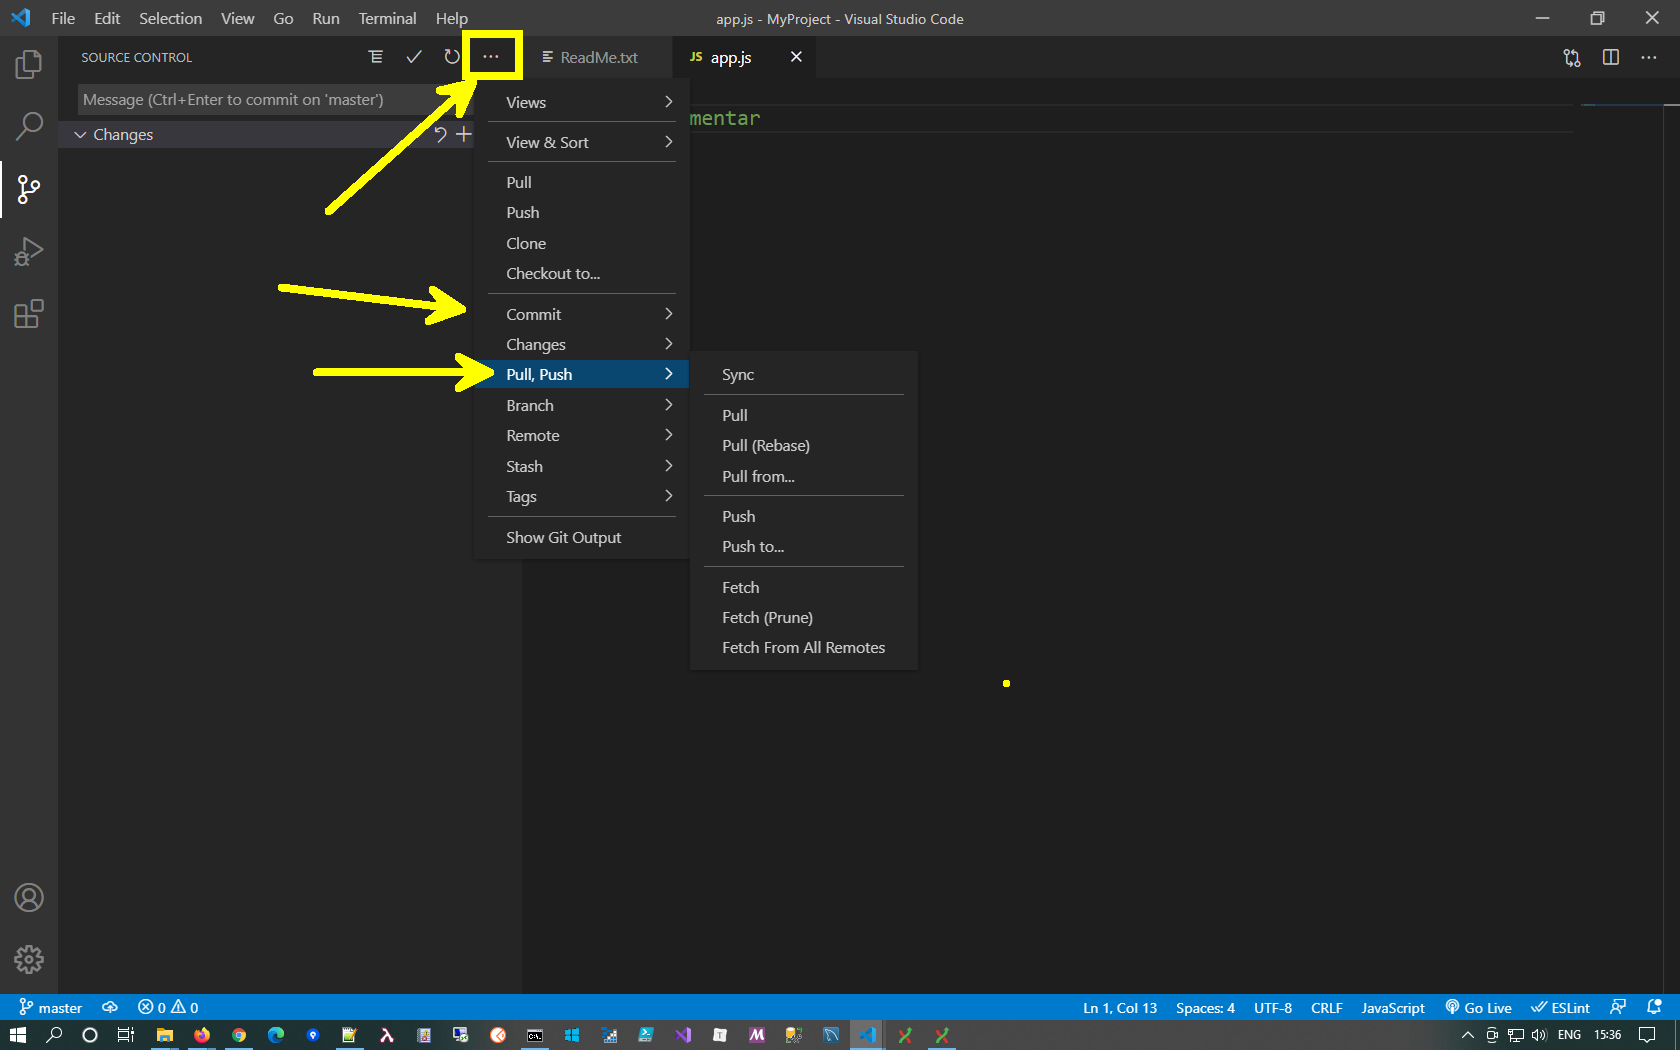 File Edit Selection View Go Run Terminal Help
app.js - MyProject - Visual Studio Code
SOURCE CONTROL
ReadMe.txt
JS app.js
Message (Ctrl+Enter to commit on 'master')
Changes
mentar
Views
View & Sort
Pull
Push
Clone
Checkout to...
Commit
Changes
Pull, Push
Branch
Remote
Stash
Tags
Show Git Output
Sync
Pull
Pull (Rebase)
Pull from...
Push
Push to...
Fetch
Fetch (Prune)
Fetch From All Remotes
master 0 0
Ln 1, Col 13 Spaces: 4 UTF-8 CRLF JavaScript Go Live ESLint
ENG 15:36